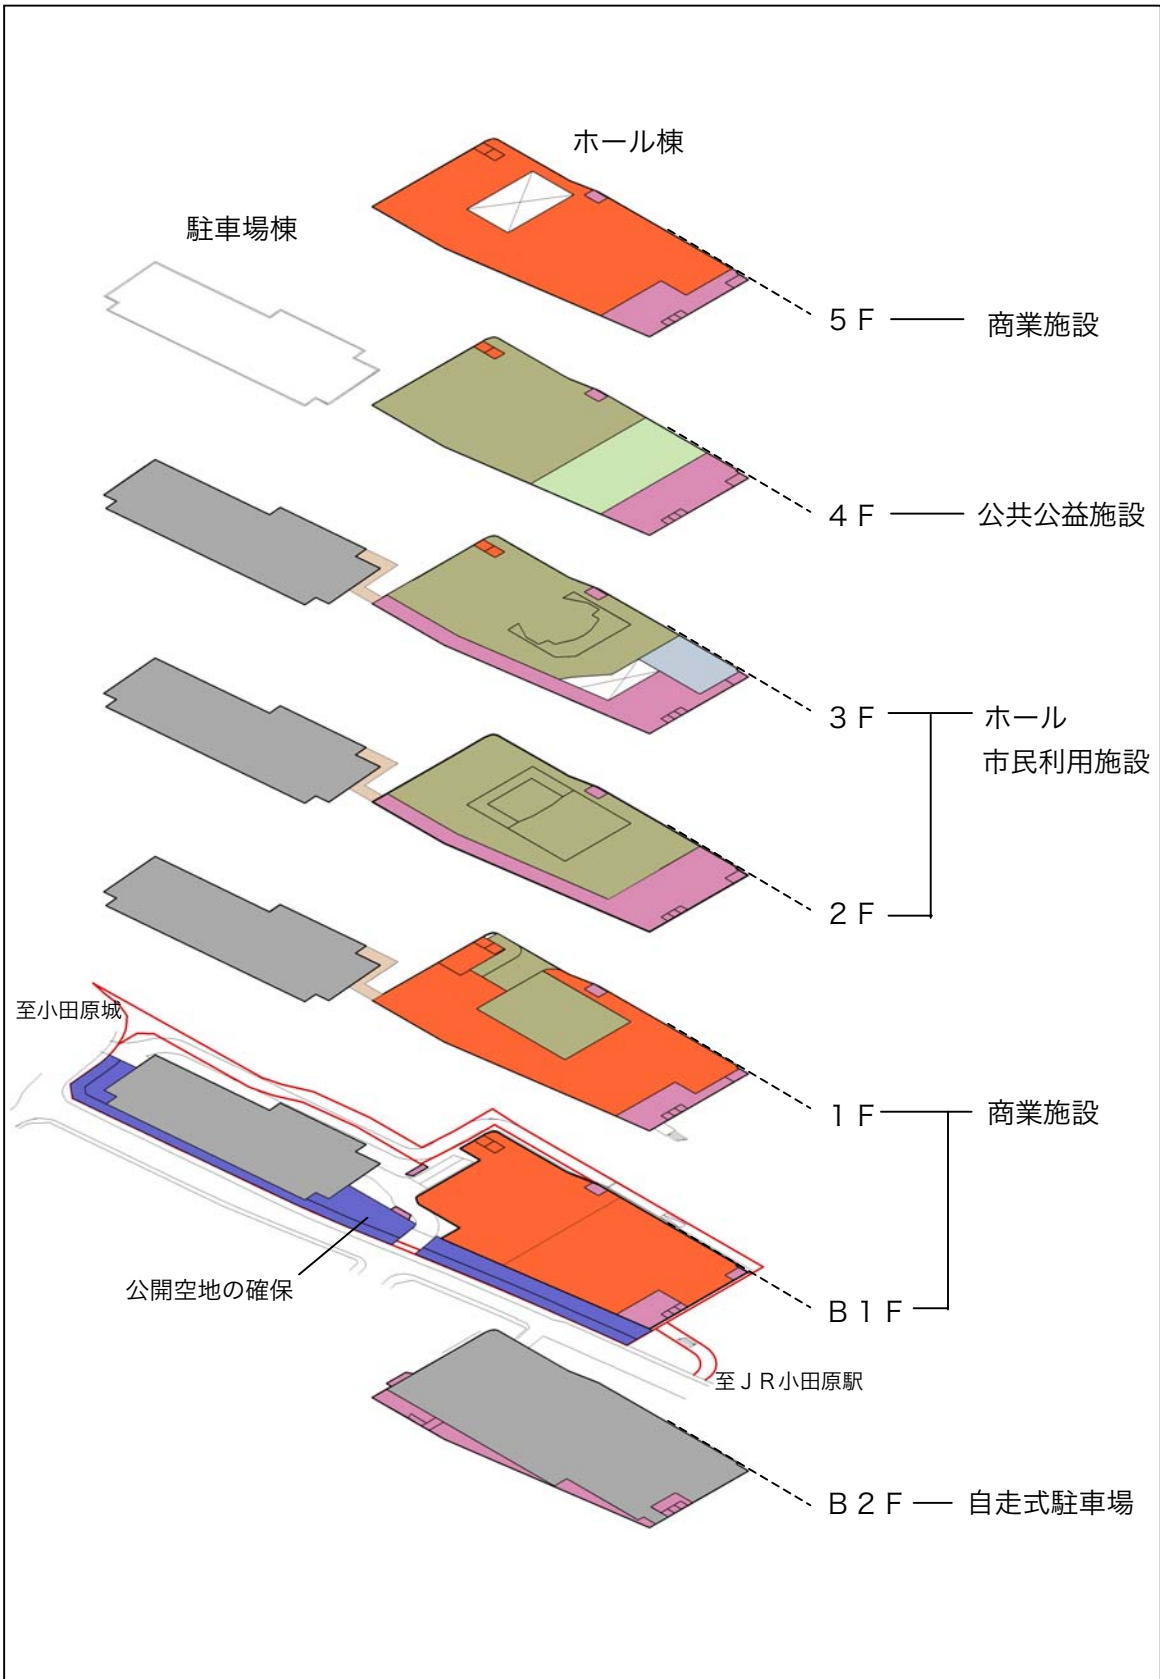 ホール棟
駐車場棟
５Ｆ
商業施設
４Ｆ
公共公益施設
３Ｆ
ホール
市民利用施設
２Ｆ
至小田原城
１Ｆ
商業施設
公開空地の確保
Ｂ１Ｆ
至ＪＲ小田原駅
Ｂ２Ｆ
自走式駐車場